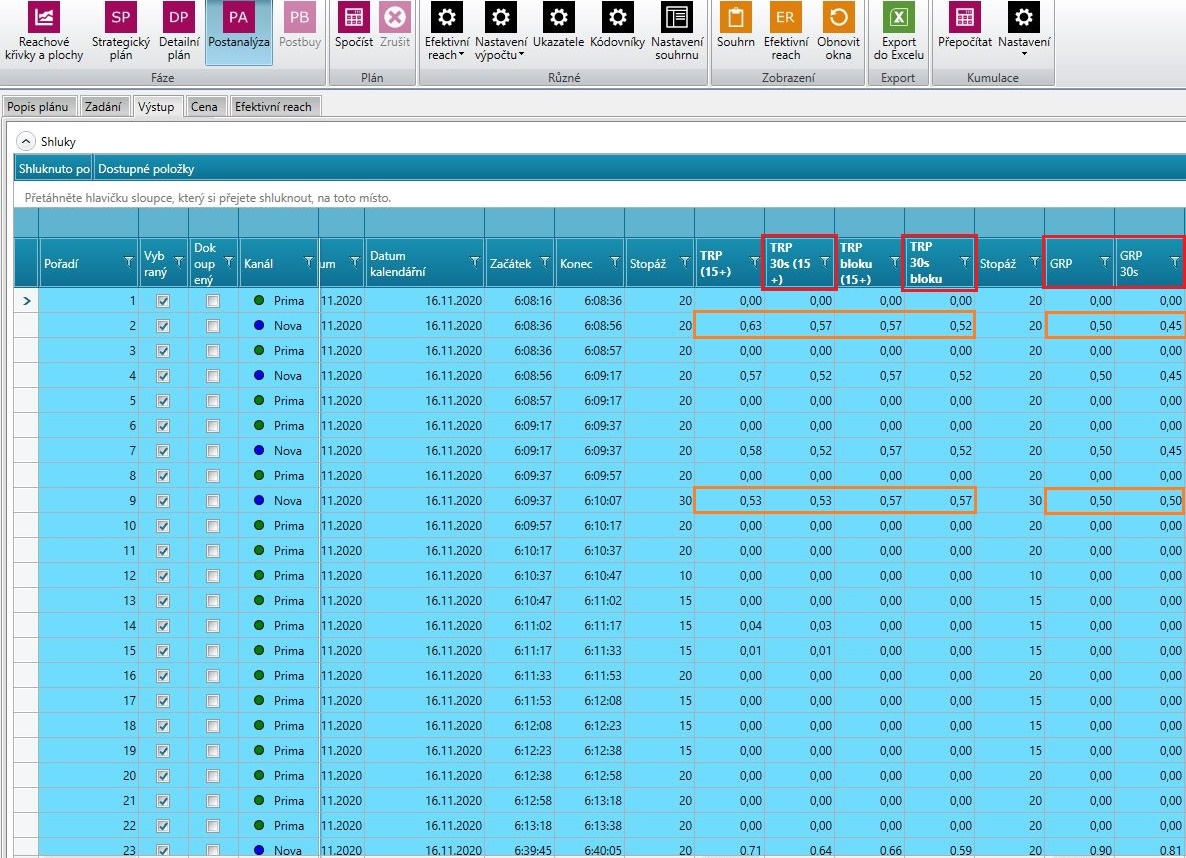 SP DP PA PB ER
Reachové křivky a plochy Strategický plán Detailní plán Postanalýza Postbuy Spočíst Zrušit Efektivní reach Nastavení výpočtu Ukazatele Kódovníky Nastavení souhrnu Souhrn Efektivní reach Obnovit okna Export do Excelu Přepočítat Nastavení
Fáze Plán Různé Zobrazení Export Kumulace
Popis plánu Zadání Výstup Cena Efektivní reach
Shluky
Shluknuto po Dostupné položky
Přetáhněte hlavičku sloupce, který si přejete shluknout, na toto místo.
Pořadí Vyb raný Dok oup ený Kanál um Datum kalendářní Začátek Konec Stopáž TRP (15+) TRP 30s (15 +) TRP bloku (15+) TRP 30s bloku Stopáž GRP GRP 30s
1 Prima 11.2020 16.11.2020 6:08:16 6:08:36 20 0,00 0,00 0,00 0,00 20 0,00 0,00
2 Nova 11.2020 16.11.2020 6:08:36 6:08:56 20 0,63 0,57 0,57 0,52 20 0,50 0,45
3 Prima 11.2020 16.11.2020 6:08:36 6:08:57 20 0,00 0,00 0,00 0,00 20 0,00 0,00
4 Nova 11.2020 16.11.2020 6:08:56 6:09:17 20 0,57 0,52 0,57 0,52 20 0,50 0,45
5 Prima 11.2020 16.11.2020 6:08:57 6:09:17 20 0,00 0,00 0,00 0,00 20 0,00 0,00
6 Prima 11.2020 16.11.2020 6:09:17 6:09:37 20 0,00 0,00 0,00 0,00 20 0,00 0,00
7 Nova 11.2020 16.11.2020 6:09:17 6:09:37 20 0,58 0,52 0,57 0,52 20 0,50 0,45
8 Prima 11.2020 16.11.2020 6:09:37 6:09:57 20 0,00 0,00 0,00 0,00 20 0,00 0,00
9 Nova 11.2020 16.11.2020 6:09:37 6:10:07 30 0,53 0,53 0,57 0,57 30 0,50 0,50
10 Prima 11.2020 16.11.2020 6:09:57 6:10:17 20 0,00 0,00 0,00 0,00 20 0,00 0,00
11 Prima 11.2020 16.11.2020 6:10:17 6:10:37 20 0,00 0,00 0,00 0,00 20 0,00 0,00
12 Prima 11.2020 16.11.2020 6:10:37 6:10:47 10 0,00 0,00 0,00 0,00 10 0,00 0,00
13 Prima 11.2020 16.11.2020 6:10:47 6:11:02 15 0,00 0,00 0,00 0,00 15 0,00 0,00
14 Prima 11.2020 16.11.2020 6:11:02 6:11:17 15 0,04 0,03 0,00 0,00 15 0,00 0,00
15 Prima 11.2020 16.11.2020 6:11:17 6:11:33 15 0,01 0,01 0,00 0,00 15 0,00 0,00
16 Prima 11.2020 16.11.2020 6:11:33 6:11:53 20 0,00 0,00 0,00 0,00 20 0,00 0,00
17 Prima 11.2020 16.11.2020 6:11:53 6:12:08 15 0,00 0,00 0,00 0,00 15 0,00 0,00
18 Prima 11.2020 16.11.2020 6:12:08 6:12:23 15 0,00 0,00 0,00 0,00 15 0,00 0,00
19 Prima 11.2020 16.11.2020 6:12:23 6:12:38 15 0,00 0,00 0,00 0,00 15 0,00 0,00
20 Prima 11.2020 16.11.2020 6:12:38 6:12:58 20 0,00 0,00 0,00 0,00 20 0,00 0,00
21 Prima 11.2020 16.11.2020 6:12:58 6:13:18 20 0,00 0,00 0,00 0,00 20 0,00 0,00
22 Prima 11.2020 16.11.2020 6:13:18 6:13:38 20 0,00 0,00 0,00 0,00 20 0,00 0,00
23 Nova 11.2020 16.11.2020 6:39:45 6:40:05 20 0,71 0,64 0,66 0,59 20 0,90 0,81